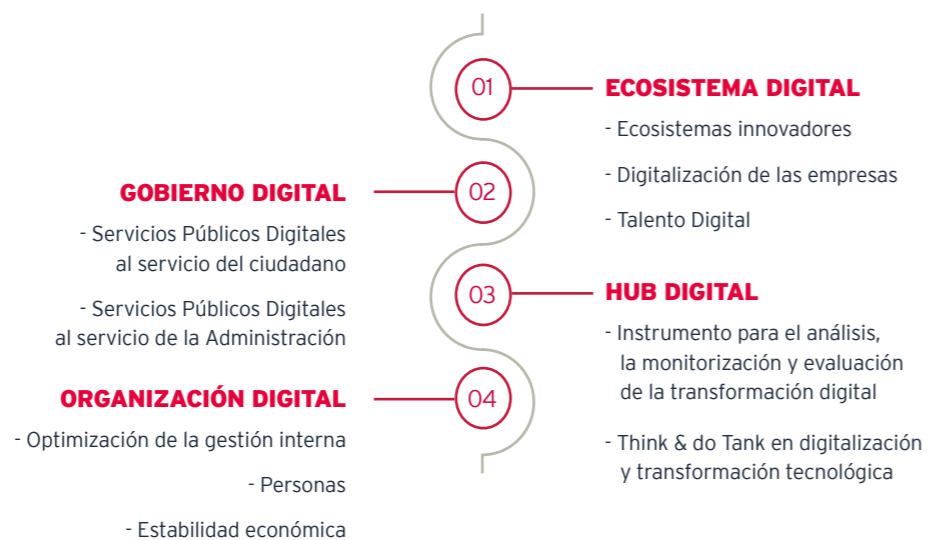 01
ECOSISTEMA DIGITAL
- Ecosistemas innovadores
- Digitalización de las empresas
- Talento Digital
02
GOBIERNO DIGITAL
- Servicios Públicos Digitales
al servicio del ciudadano
- Servicios Públicos Digitales
al servicio de la Administración
03
HUB DIGITAL
- Instrumento para el análisis,
la monitorización y evaluación
de la transformación digital
- Think & do Tank en digitalización
y transformación tecnológica
04
ORGANIZACIÓN DIGITAL
- Optimización de la gestión interna
- Personas
- Estabilidad económica